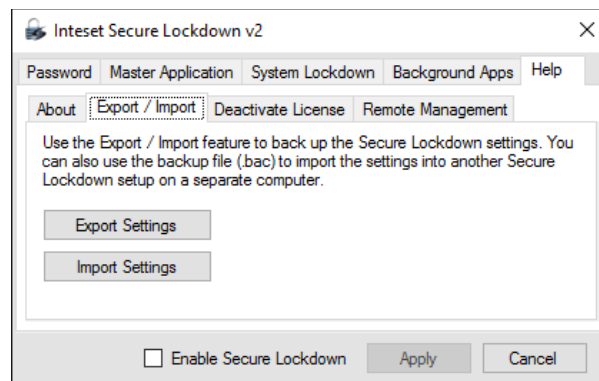 Inteset Secure Lockdown v2
Password Master Application System Lockdown Background Apps Help
About Export / Import Deactivate License Remote Management
Use the Export / Import feature to back up the Secure Lockdown settings. You
can also use the backup file (.bac) to import the settings into another Secure
Lockdown setup on a separate computer.
Export Settings
Import Settings
Enable Secure Lockdown Apply Cancel